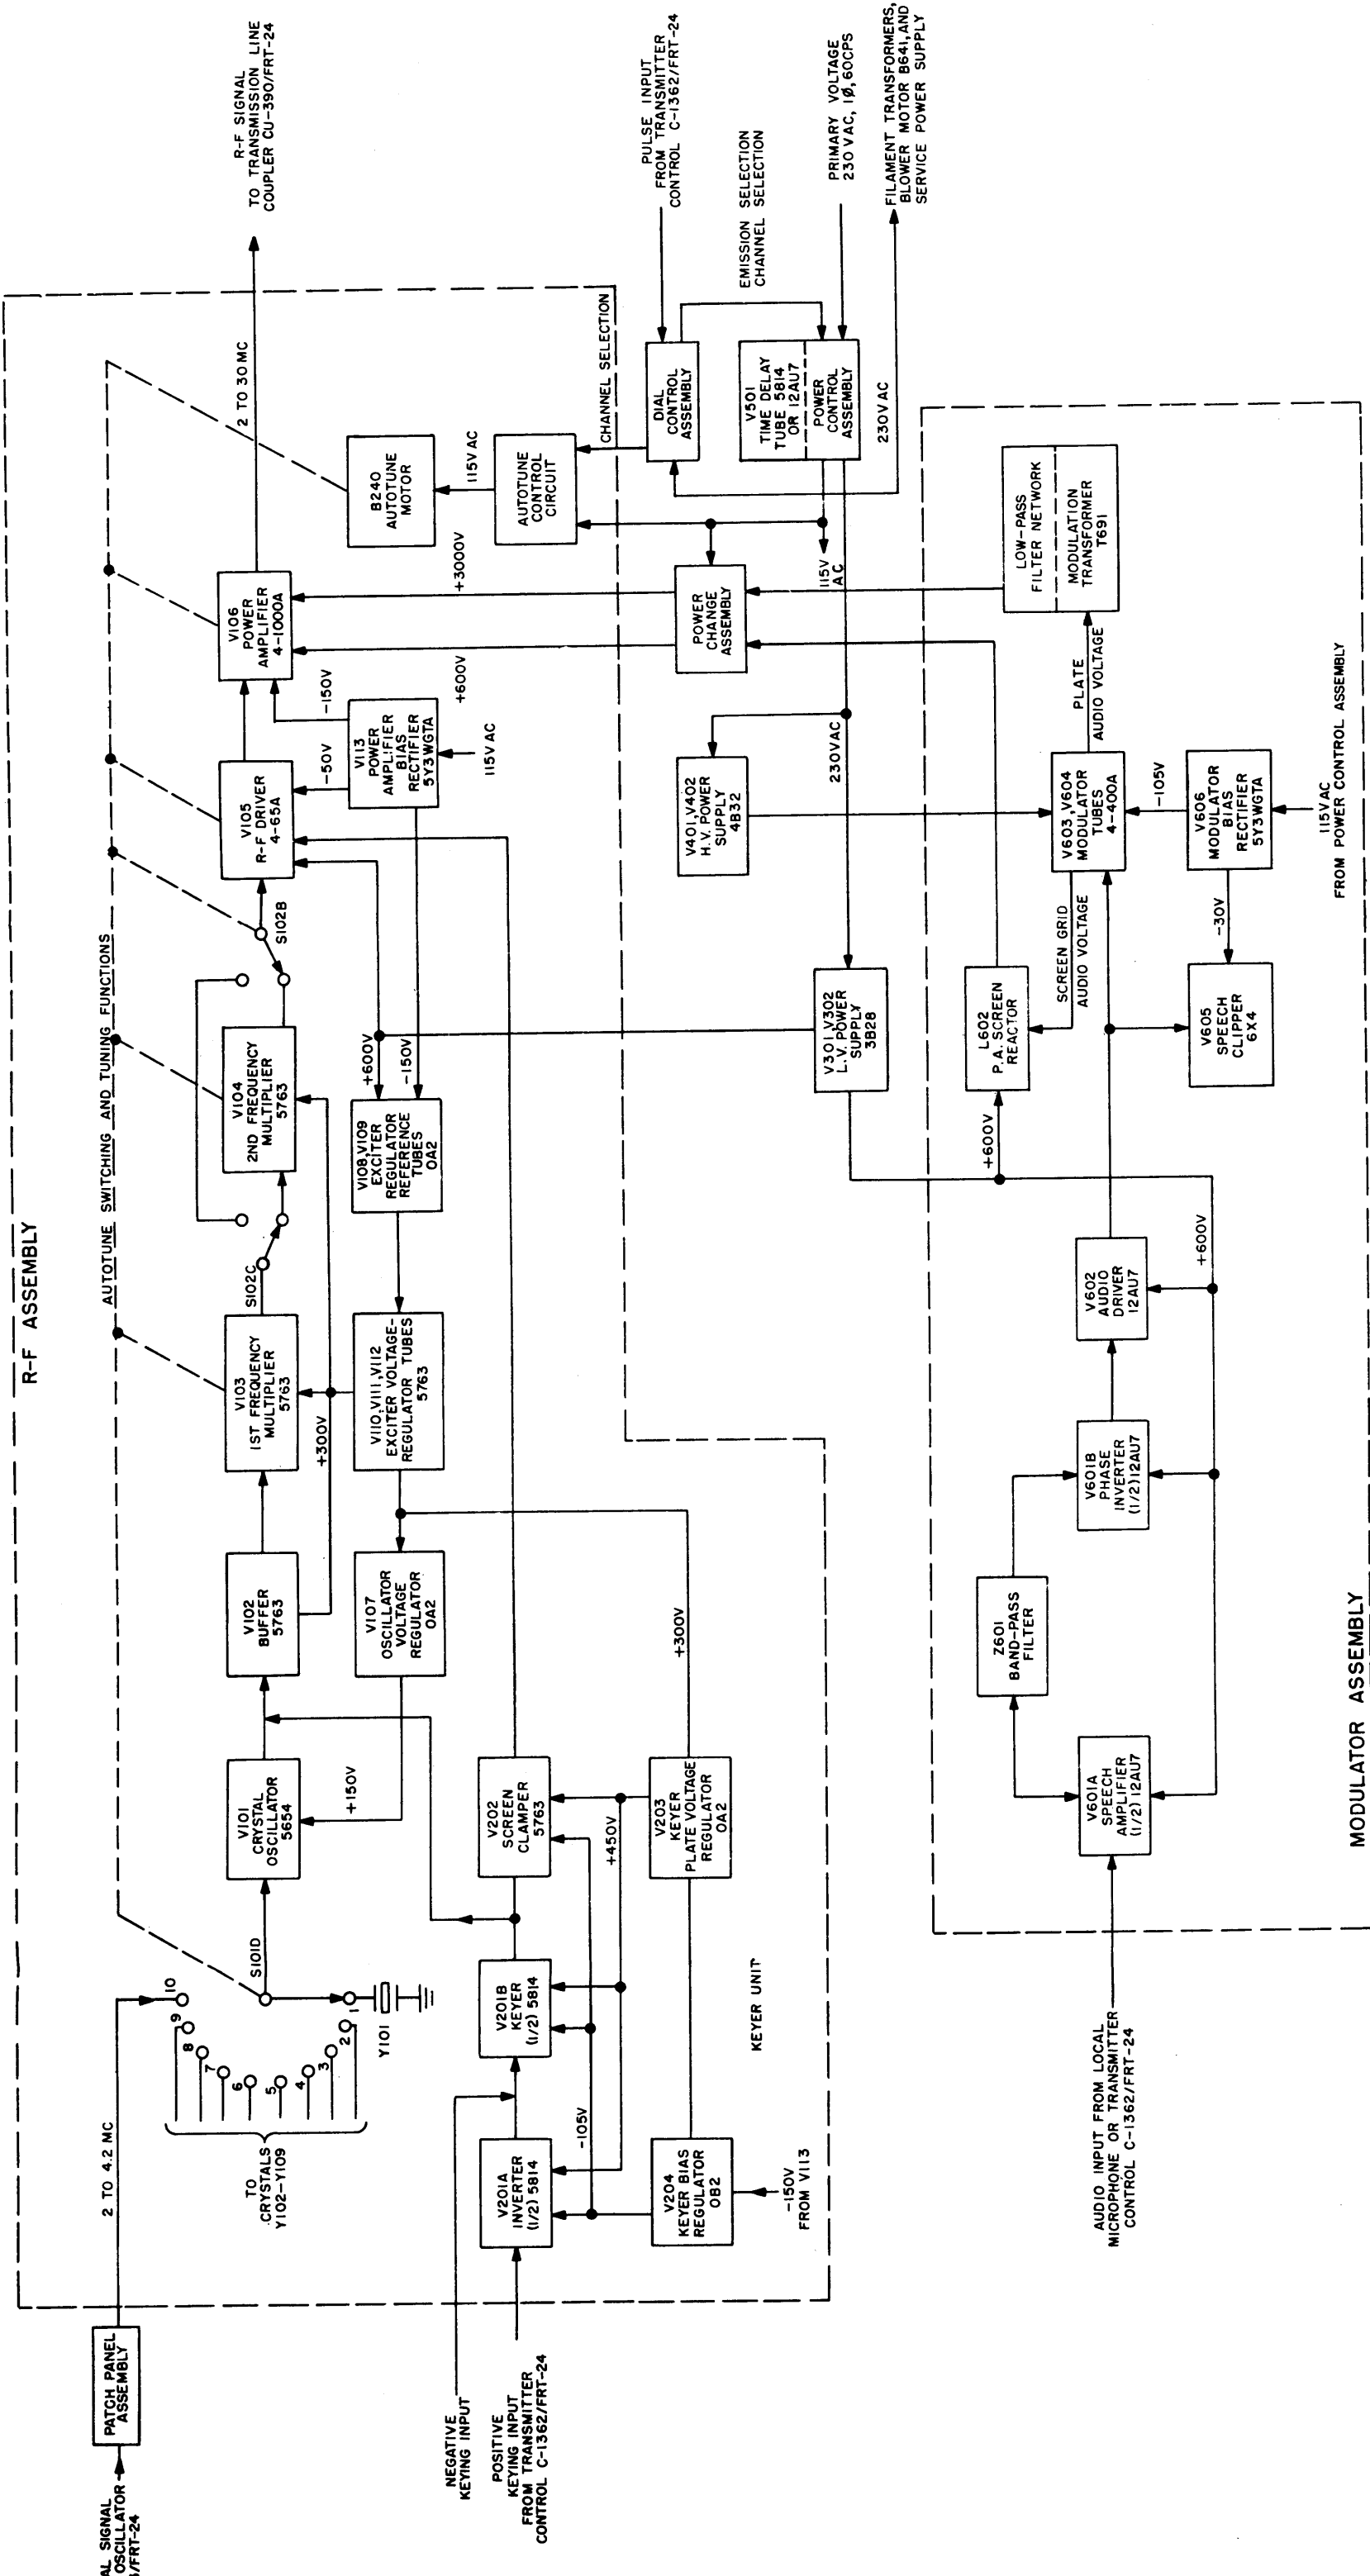 R-F ASSEMBLY
AUTOTUNE SWITCHING AND TUNING FUNCTIONS
AL SIGNAL
OSCILLATOR
/FRT-24
PATCH PANEL
ASSEMBLY
2 TO 4.2 MC
TO
CRYSTALS
Y102-Y109
10
9
8
7
6
5
4
3
2
1
Y101
S101D
V101
CRYSTAL
OSCILLATOR
5654
+150V
V102
BUFFER
5763
V103
1ST FREQUENCY
MULTIPLIER
5763
+300V
S102C
V104
2ND FREQUENCY
MULTIPLIER
5763
S102B
V105
R-F DRIVER
4-65A
V106
POWER
AMPLIFIER
4-1000A
2 TO 30 MC
R-F SIGNAL
TO TRANSMISSION LINE
COUPLER CU-390/FRT-24
V107
OSCILLATOR
VOLTAGE
REGULATOR
OA2
V110,V111,V112
EXCITER VOLTAGE-
REGULATOR TUBES
5763
V108,V109
EXCITER
REGULATOR
REFERENCE
TUBES
OA2
+600V
-150V
-50V
-150V
V113
POWER
AMPLIFIER
BIAS
RECTIFIER
5Y3WGTA
115V AC
+600V
+3000V
B240
AUTOTUNE
MOTOR
115V AC
AUTOTUNE
CONTROL
CIRCUIT
CHANNEL SELECTION
NEGATIVE
KEYING INPUT
POSITIVE
KEYING INPUT
FROM TRANSMITTER
CONTROL C-1362/FRT-24
V201A
INVERTER
(1/2) 5814
-105V
V201B
KEYER
(1/2) 5814
V202
SCREEN
CLAMPER
5763
+450V
V204
KEYER BIAS
REGULATOR
OB2
-150V
FROM V113
V203
KEYER
PLATE VOLTAGE
REGULATOR
OA2
+300V
KEYER UNIT
PULSE INPUT
FROM TRANSMITTER
CONTROL C-1362/FRT-24
DIAL
CONTROL
ASSEMBLY
EMISSION SELECTION
CHANNEL SELECTION
V501
TIME DELAY
TUBE 5814
OR 12AU7
POWER
CONTROL
ASSEMBLY
PRIMARY VOLTAGE
230 VAC, 1Ø, 60CPS
230V AC
FILAMENT TRANSFORMERS,
BLOWER MOTOR B641, AND
SERVICE POWER SUPPLY
POWER
CHANGE
ASSEMBLY
115V
AC
V401,V402
H.V. POWER
SUPPLY
4B32
230VAC
V301,V302
L.V. POWER
SUPPLY
3B28
MODULATOR ASSEMBLY
AUDIO INPUT FROM LOCAL
MICROPHONE OR TRANSMITTER
CONTROL C-1362/FRT-24
V601A
SPEECH
AMPLIFIER
(1/2) 12AU7
Z601
BAND-PASS
FILTER
V601B
PHASE
INVERTER
(1/2) 12AU7
V602
AUDIO
DRIVER
12AU7
+600V
+600V
L602
P.A. SCREEN
REACTOR
SCREEN GRID
AUDIO VOLTAGE
V605
SPEECH
CLIPPER
6X4
-30V
V603,V604
MODULATOR
TUBES
4-400A
-105V
V606
MODULATOR
BIAS
RECTIFIER
5Y3WGTA
115VAC
FROM POWER CONTROL ASSEMBLY
PLATE
AUDIO VOLTAGE
LOW-PASS
FILTER NETWORK
MODULATION
TRANSFORMER
T691